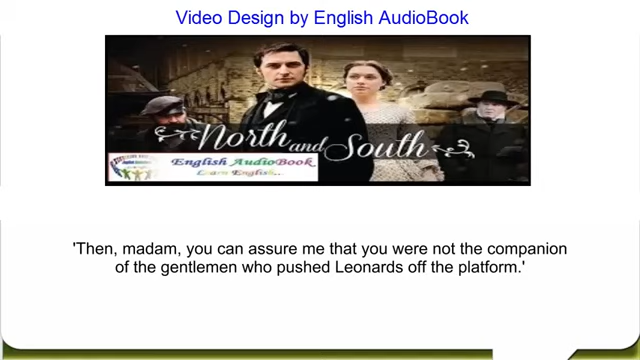 Video Design by English AudioBook
North and South
English AudioBook
Learn English...
'Then, madam, you can assure me that you were not the companion
of the gentlemen who pushed Leonards off the platform.'